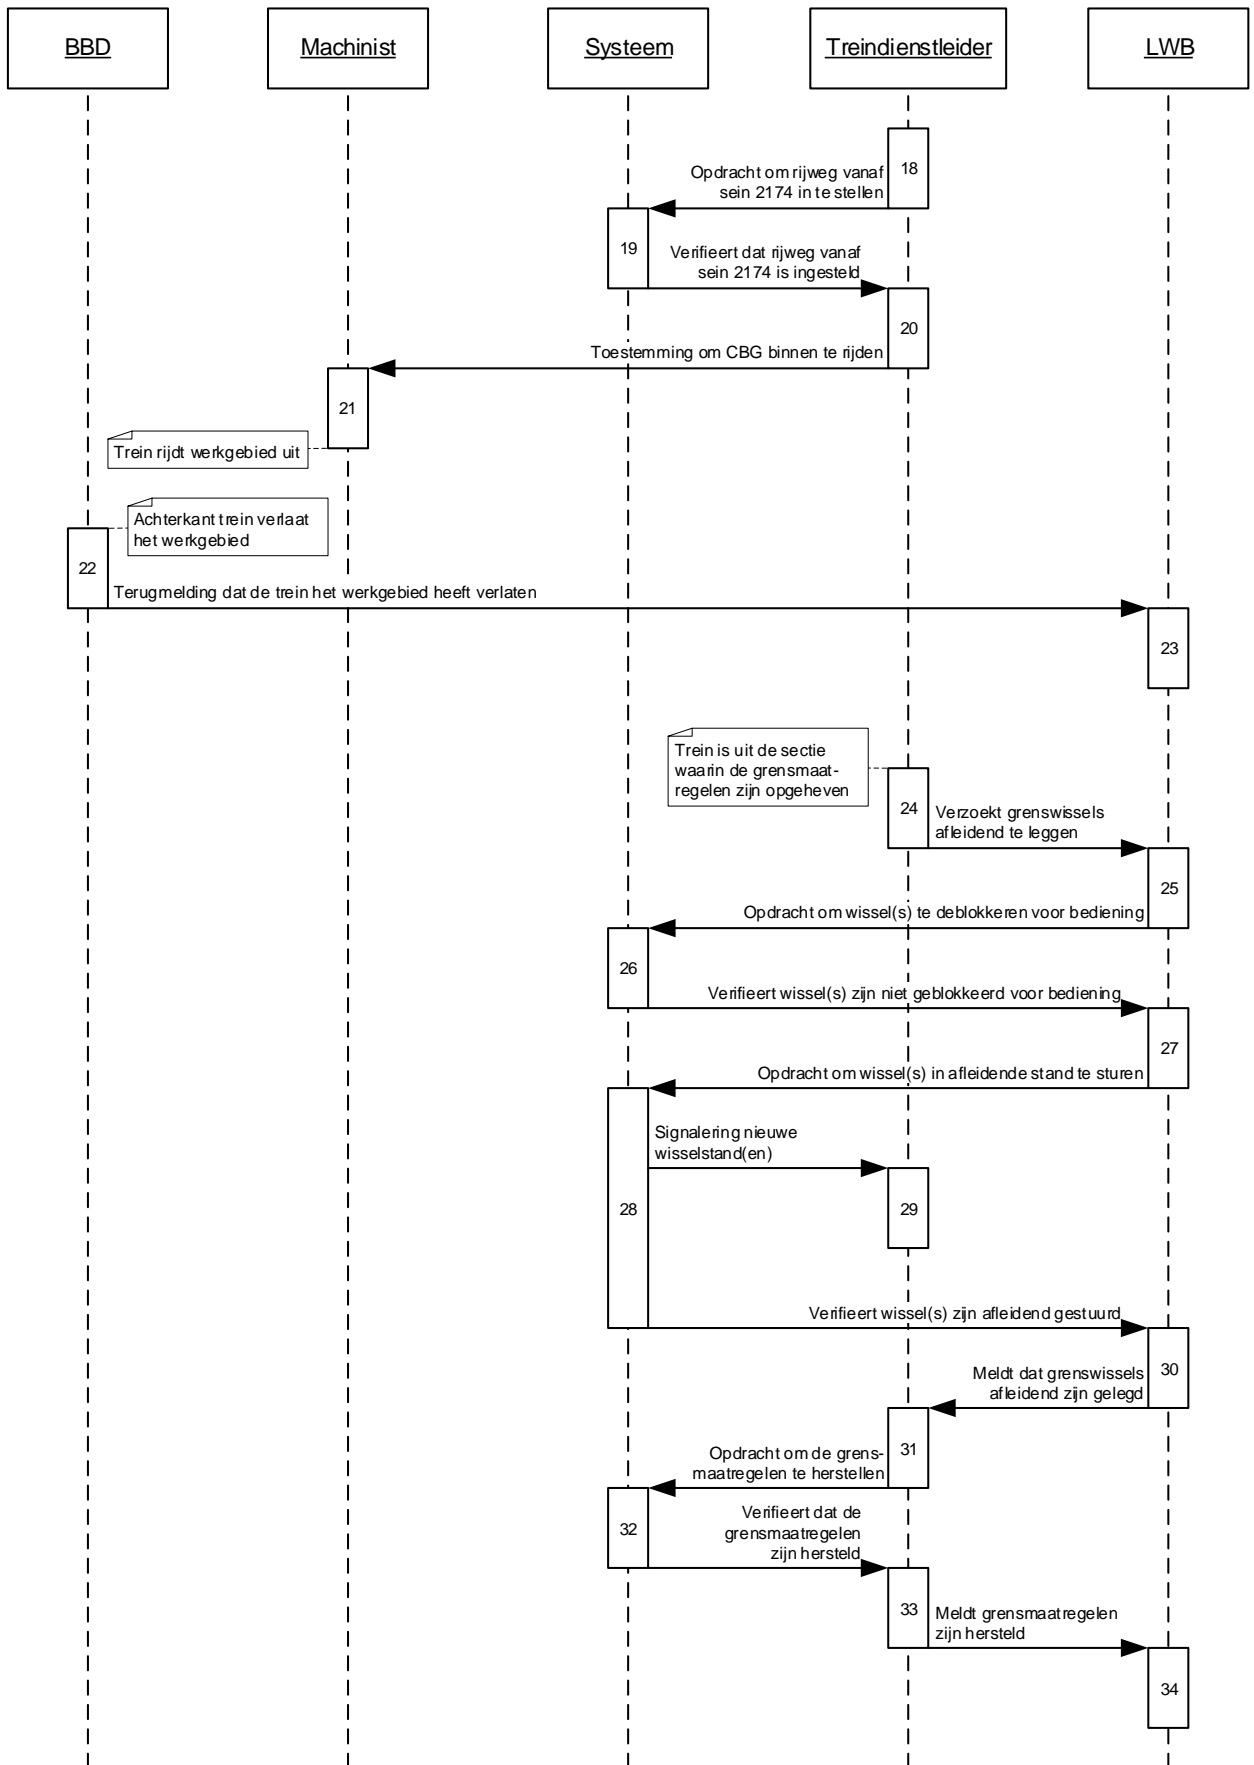 BBD
Machinist
Systeem
Treindienstleider
LWB
18
Opdracht om rijweg vanaf
sein 2174 in te stellen
19
Verifieert dat rijweg vanaf
sein 2174 is ingesteld
20
Toestemming om CBG binnen te rijden
21
Trein rijdt werkgebied uit
Achterkant trein verlaat
het werkgebied
22
Terugmelding dat de trein het werkgebied heeft verlaten
23
Trein is uit de sectie
waarin de grensmaat-
regelen zijn opgeheven
24
Verzoekt grenswissels
afleidend te leggen
25
Opdracht om wissel(s) te deblokkeren voor bediening
26
Verifieert wissel(s) zijn niet geblokkeerd voor bediening
27
Opdracht om wissel(s) in afleidende stand te sturen
Signalering nieuwe
wisselstand(en)
28
29
Verifieert wissel(s) zijn afleidend gestuurd
30
Meldt dat grenswissels
afleidend zijn gelegd
31
Opdracht om de grens-
maatregelen te herstellen
32
Verifieert dat de
grensmaatregelen
zijn hersteld
33
Meldt grensmaatregelen
zijn hersteld
34